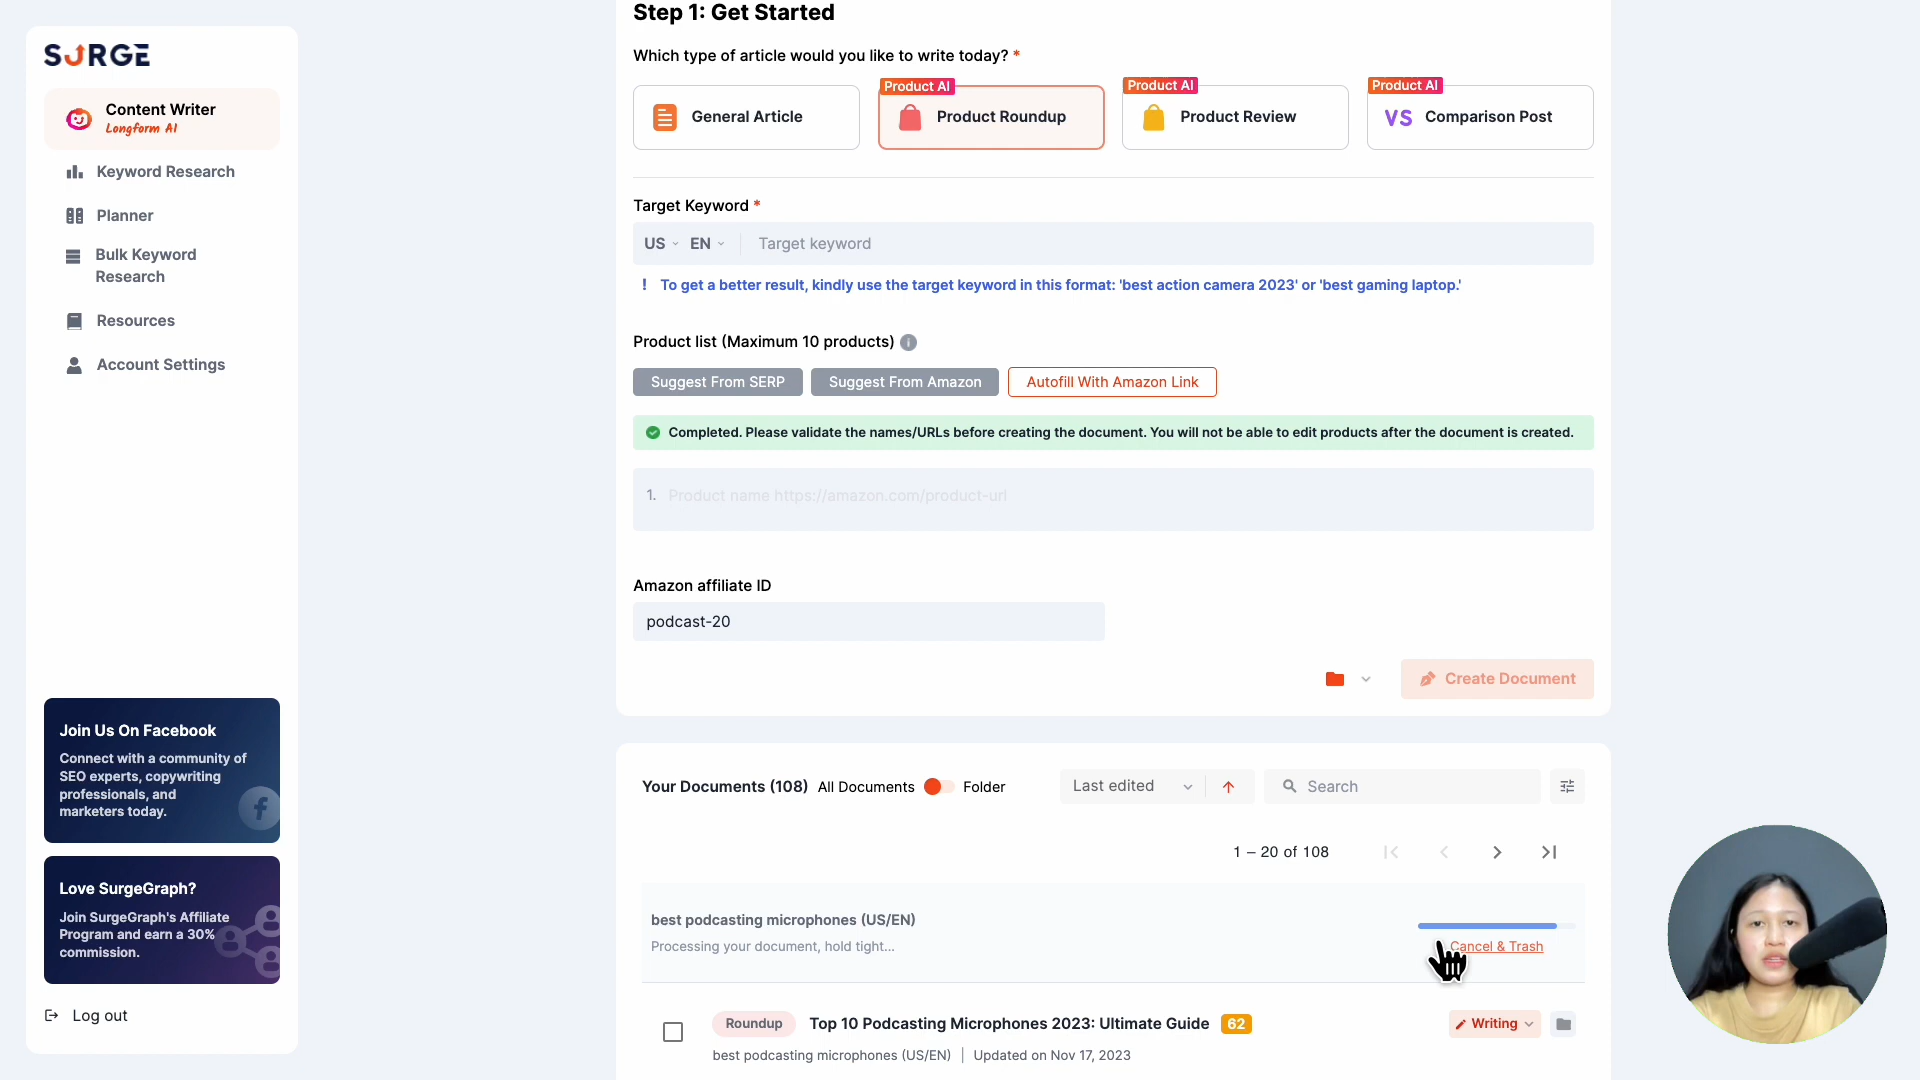 SURGE
Content Writer
Longform AI
Keyword Research
Planner
Bulk Keyword
Research
Resources
Account Settings
Join Us On Facebook
Connect with a community of
SEO experts, copywriting
professionals, and
marketers today.
Love SurgeGraph?
Join SurgeGraph's Affiliate
Program and earn a 30%
commission.
Log out
Step 1: Get Started
Which type of article would you like to write today? *
General Article
Product AI
Product Roundup
Product AI
Product Review
Product AI
VS Comparison Post
Target Keyword *
US EN Target keyword
! To get a better result, kindly use the target keyword in this format: 'best action camera 2023' or 'best gaming laptop.'
Product list (Maximum 10 products) i
Suggest From SERP Suggest From Amazon Autofill With Amazon Link
Completed. Please validate the names/URLs before creating the document. You will not be able to edit products after the document is created.
1. Product name https://amazon.com/product-url
Amazon affiliate ID
podcast-20
Create Document
Your Documents (108) All Documents Folder Last edited Search
1 – 20 of 108
best podcasting microphones (US/EN)
Processing your document, hold tight...
Cancel & Trash
Roundup Top 10 Podcasting Microphones 2023: Ultimate Guide 62 Writing
best podcasting microphones (US/EN) | Updated on Nov 17, 2023